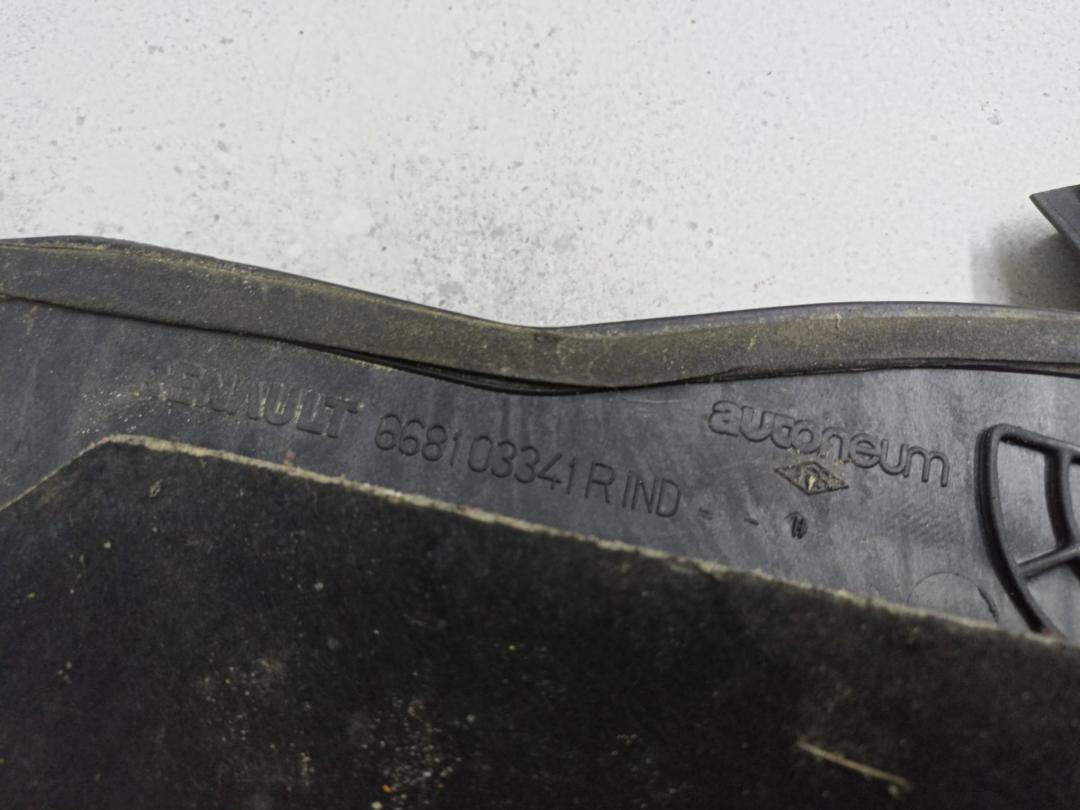 RENAULT 668103341R IND - -
autoneum